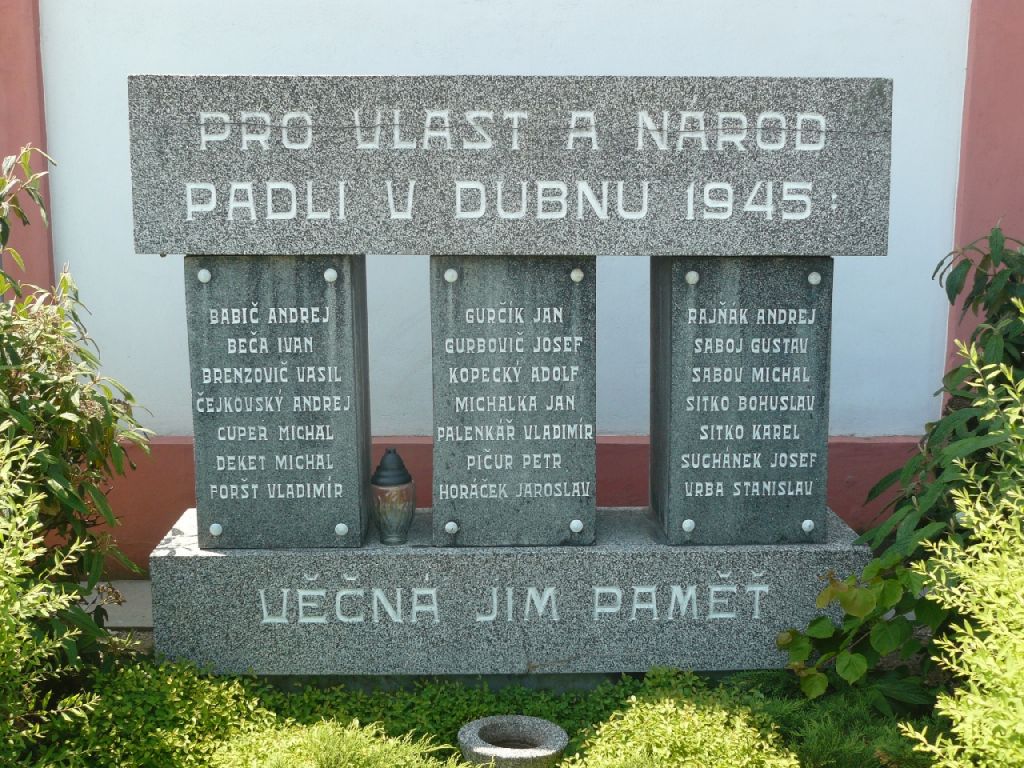 PRO VLAST A NÁROD
PADLI V DUBNU 1945:
BABIČ ANDREJ
BEČA IVAN
BRENZOVIČ VASIL
ČEJKOVSKÝ ANDREJ
CUPER MICHAL
DEKET MICHAL
FORŠT VLADIMÍR
GURČÍK JAN
GURBOVIČ JOSEF
KOPECKÝ ADOLF
MICHALKA JAN
PALENKÁŘ VLADIMÍR
PIČUR PETR
HORÁČEK JAROSLAV
RAJŇÁK ANDREJ
SABOJ GUSTAV
SABOV MICHAL
SITKO BOHUSLAV
SITKO KAREL
SUCHÁNEK JOSEF
VRBA STANISLAV
VĚČNÁ JIM PAMĚŤ